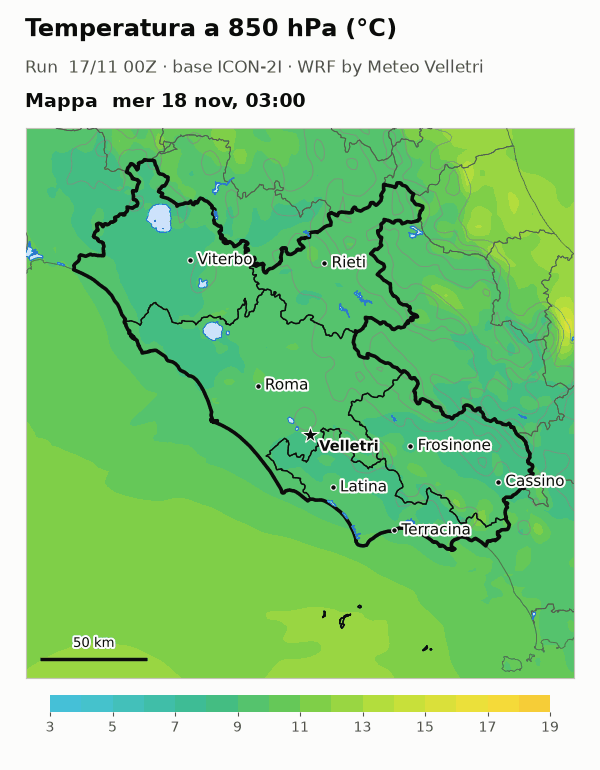 Temperatura a 850 hPa (°C)
Run  17/11 00Z · base ICON-2I · WRF by Meteo Velletri
Mappa  mer 18 nov, 03:00
Viterbo
Rieti
Roma
Velletri
Frosinone
Latina
Cassino
Terracina
50 km
3 5 7 9 11 13 15 17 19